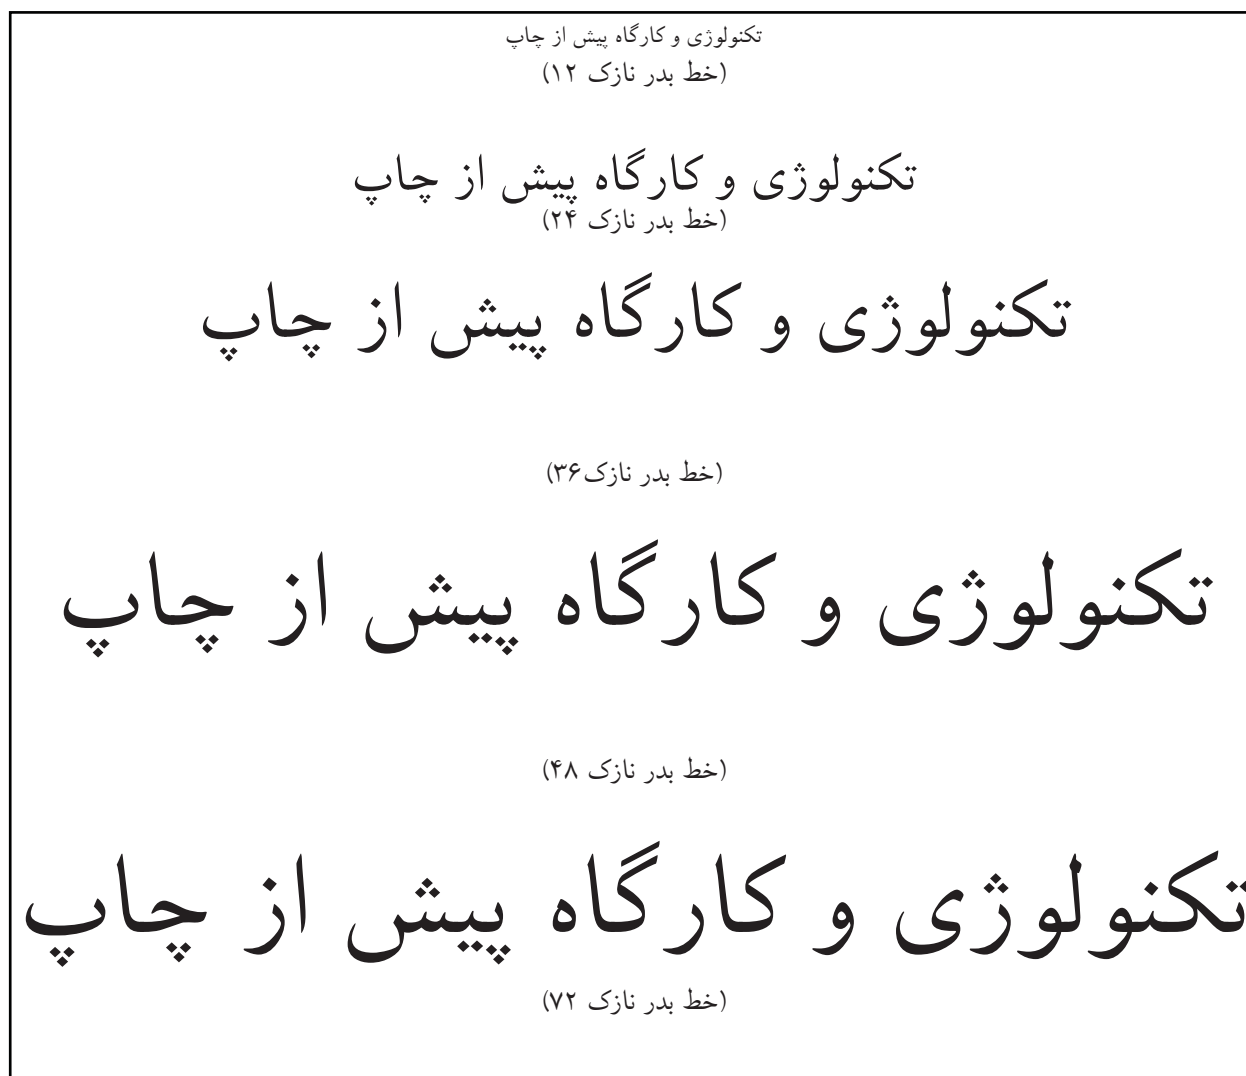 تکنولوژی و کارگاه پیش از چاپ
(خط بدر نازک ۱۲)
تکنولوژی و کارگاه پیش از چاپ
(خط بدر نازک ۲۴)
تکنولوژی و کارگاه پیش از چاپ
(خط بدر نازک۳۶)
تکنولوژی و کارگاه پیش از چاپ
(خط بدر نازک ۴۸)
تکنولوژی و کارگاه پیش از چاپ
(خط بدر نازک ۷۲)